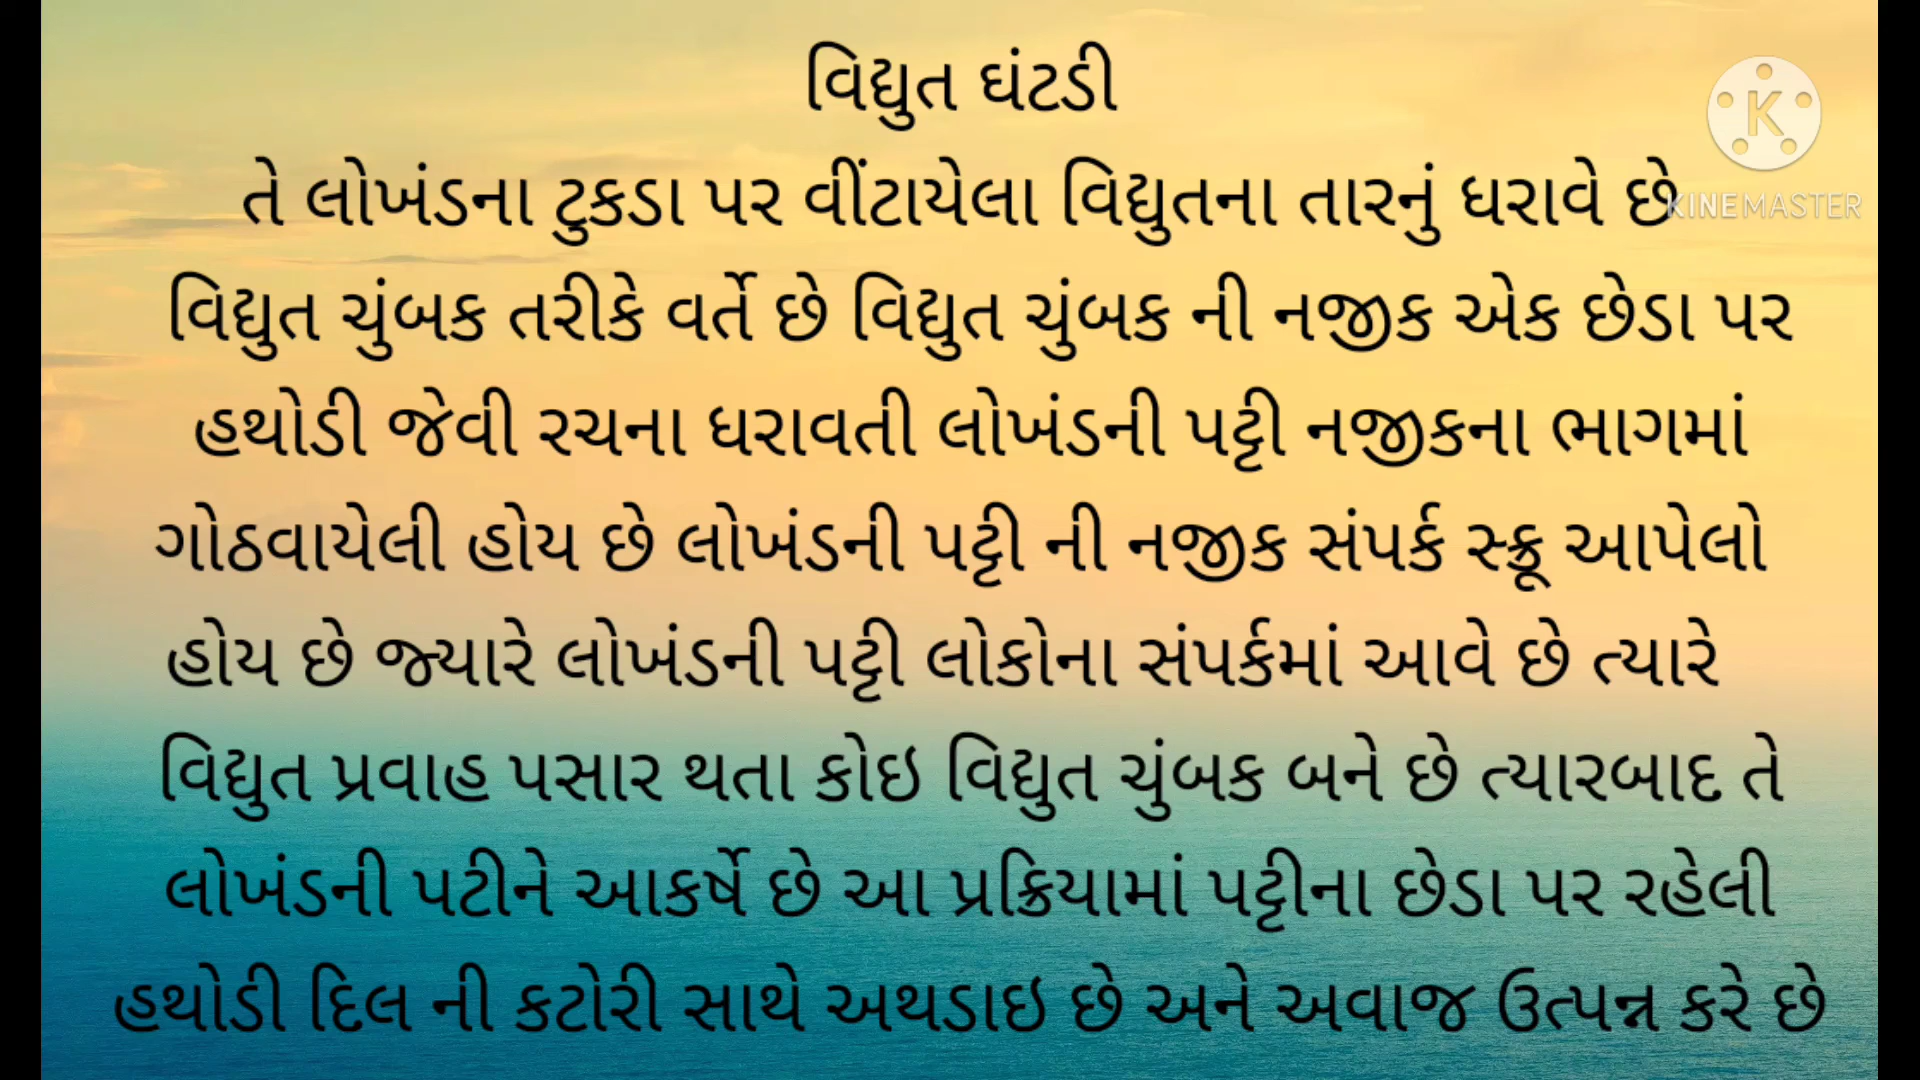 વિદ્યુત ઘંટડી
તે લોખંડના ટુકડા પર વીંટાયેલા વિદ્યુતના તારનું ધરાવે છે
KINEMASTER
વિદ્યુત ચુંબક તરીકે વર્તે છે વિદ્યુત ચુંબક ની નજીક એક છેડા પર
હથોડી જેવી રચના ધરાવતી લોખંડની પટ્ટી નજીકના ભાગમાં
ગોઠવાયેલી હોય છે લોખંડની પટ્ટી ની નજીક સંપર્ક સ્ક્રૂ આપેલો
હોય છે જ્યારે લોખંડની પટ્ટી લોકોના સંપર્કમાં આવે છે ત્યારે
વિદ્યુત પ્રવાહ પસાર થતા કોઇ વિદ્યુત ચુંબક બને છે ત્યારબાદ તે
લોખંડની પટીને આકર્ષે છે આ પ્રક્રિયામાં પટ્ટીના છેડા પર રહેલી
હથોડી દિલ ની કટોરી સાથે અથડાઇ છે અને અવાજ ઉત્પન્ન કરે છે